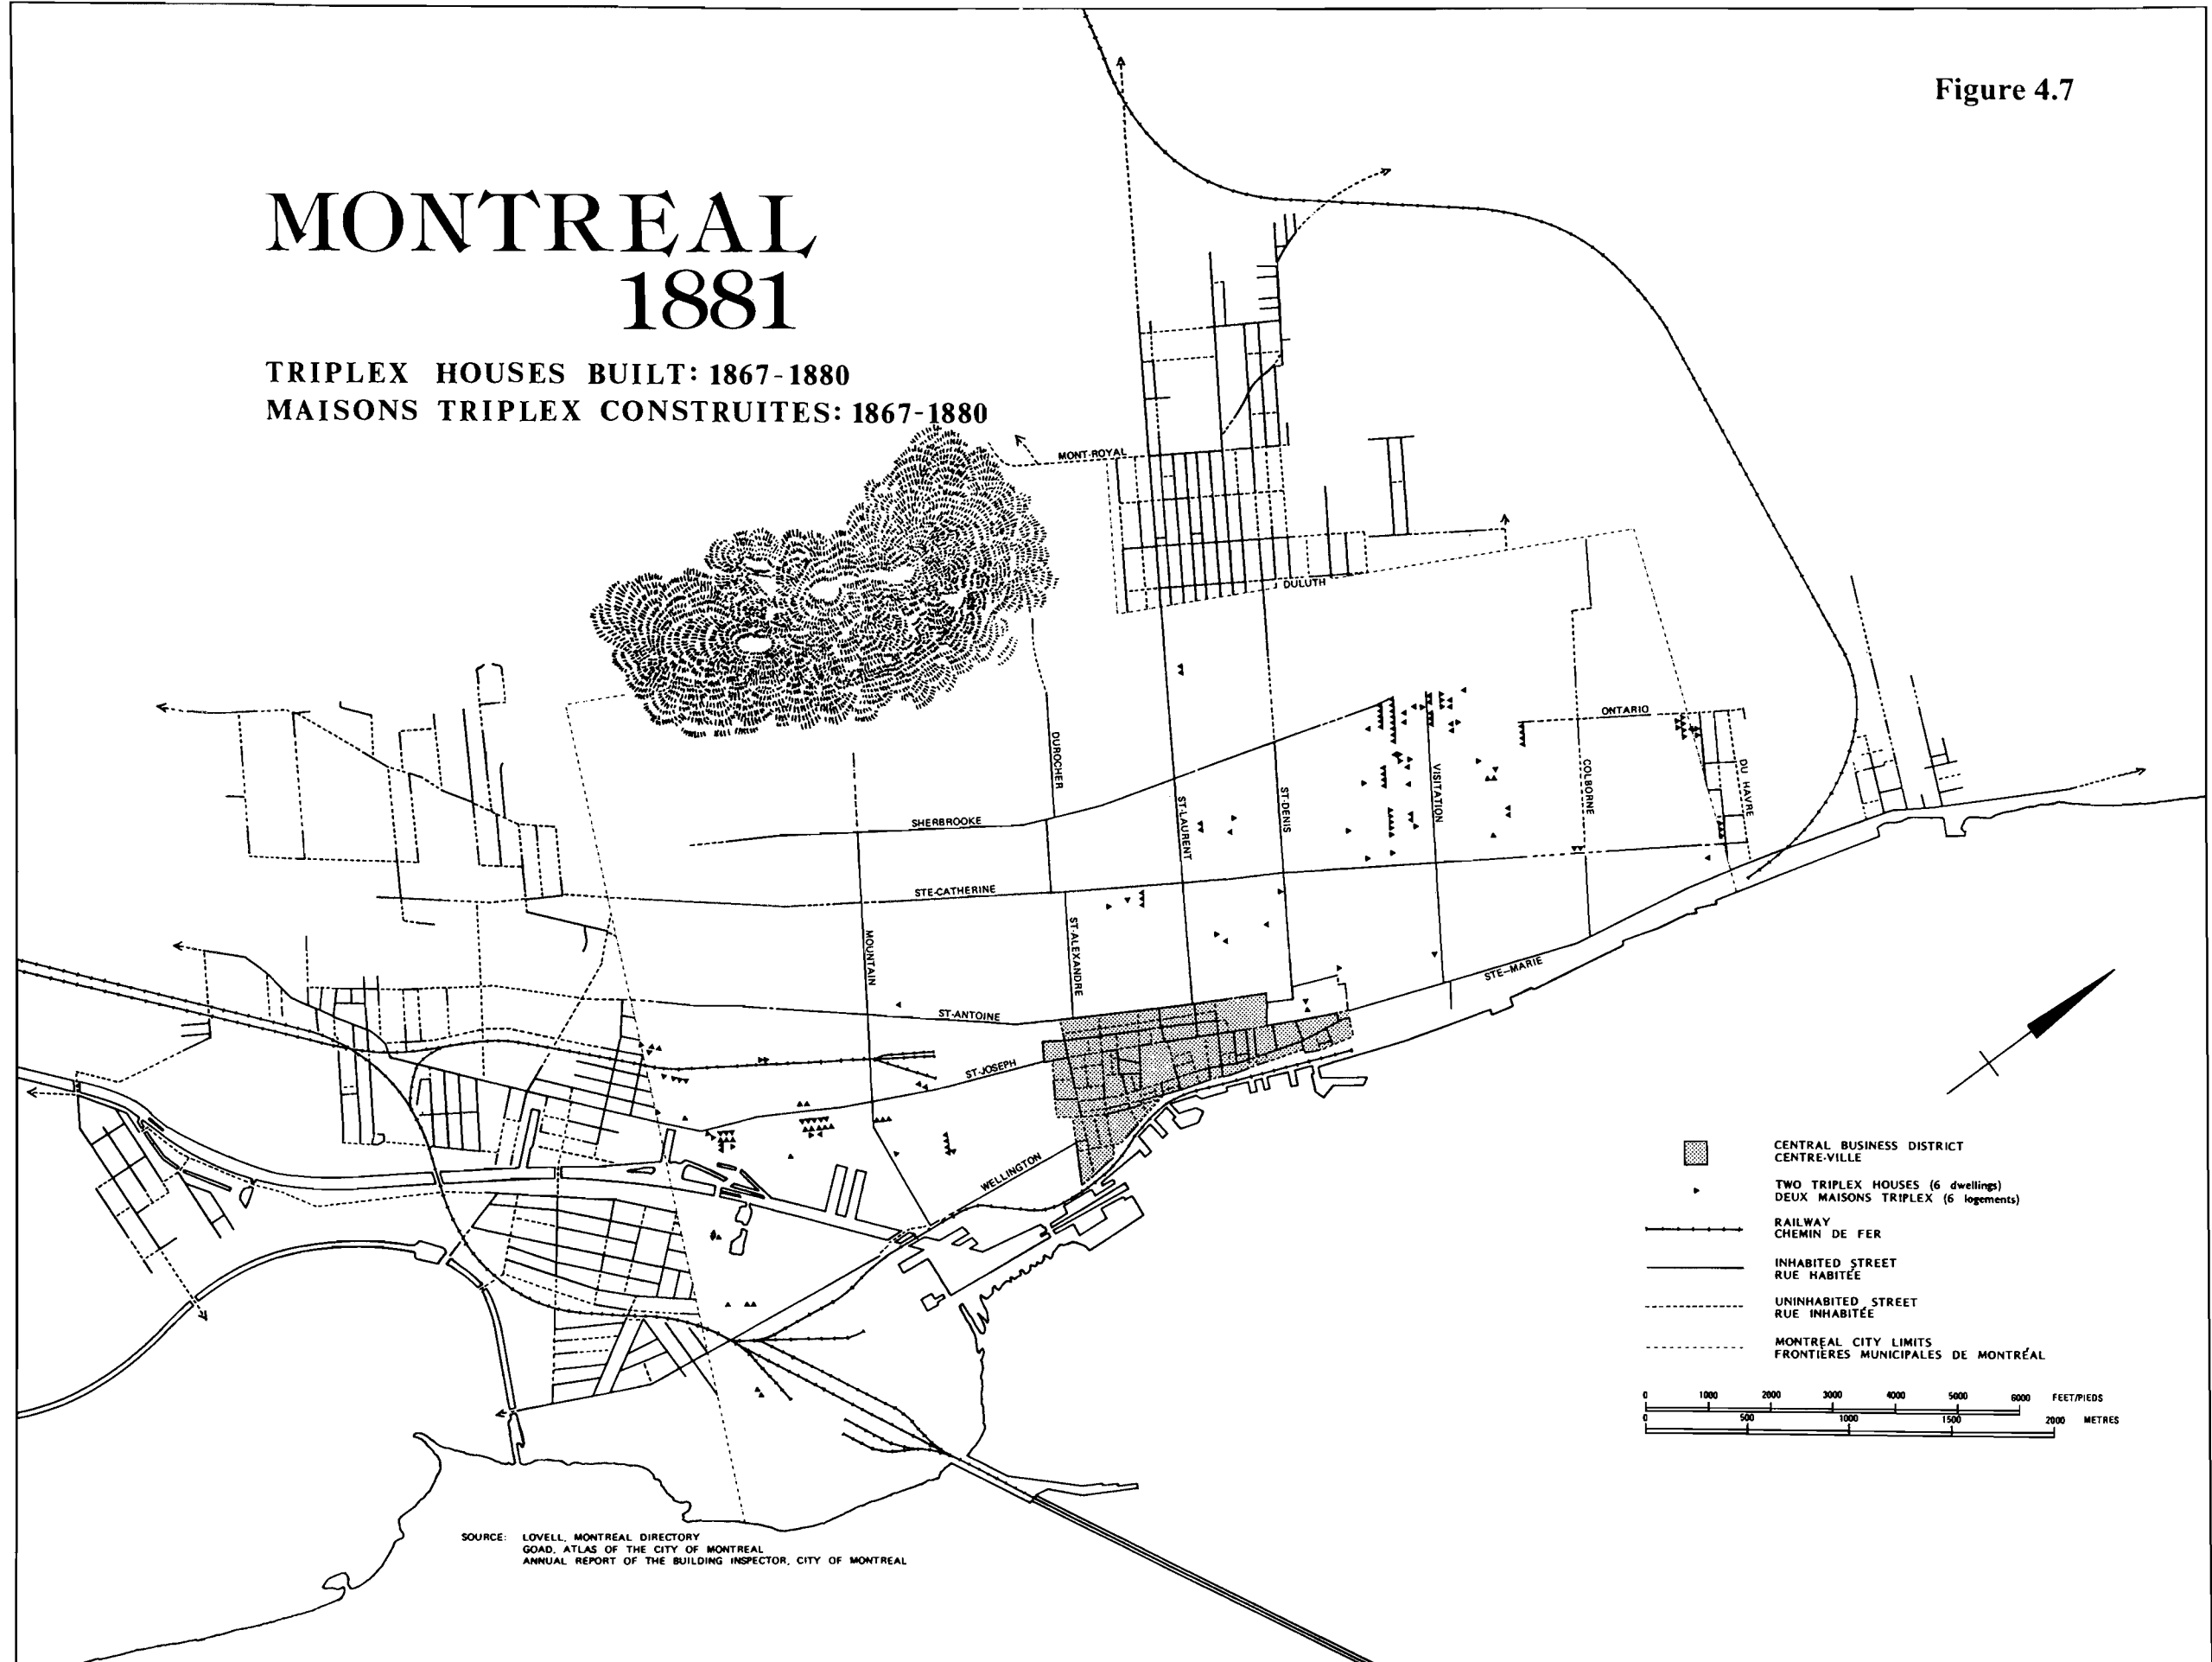 Figure 4.7
MONTREAL
1881
TRIPLEX HOUSES BUILT: 1867-1880
MAISONS TRIPLEX CONSTRUITES: 1867-1880
MONT-ROYAL
DULUTH
ONTARIO
DUROCHER
ST-LAURENT
ST-DENIS
VISITATION
COLBORNE
DU HAVRE
SHERBROOKE
STE-CATHERINE
MOUNTAIN
ST-ALEXANDRE
STE-MARIE
ST-ANTOINE
ST-JOSEPH
WELLINGTON
CENTRAL BUSINESS DISTRICT
CENTRE-VILLE
TWO TRIPLEX HOUSES (6 dwellings)
DEUX MAISONS TRIPLEX (6 logements)
RAILWAY
CHEMIN DE FER
INHABITED STREET
RUE HABITÉE
UNINHABITED STREET
RUE INHABITÉE
MONTREAL CITY LIMITS
FRONTIÈRES MUNICIPALES DE MONTRÉAL
0 1000 2000 3000 4000 5000 6000 FEET/PIEDS
0 500 1000 1500 2000 METRES
SOURCE: LOVELL, MONTREAL DIRECTORY
GOAD, ATLAS OF THE CITY OF MONTREAL
ANNUAL REPORT OF THE BUILDING INSPECTOR, CITY OF MONTREAL